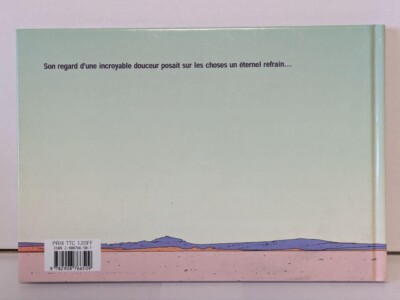 Son regard d'une incroyable douceur posait sur les choses un éternel refrain...
PRIX TTC 120FF